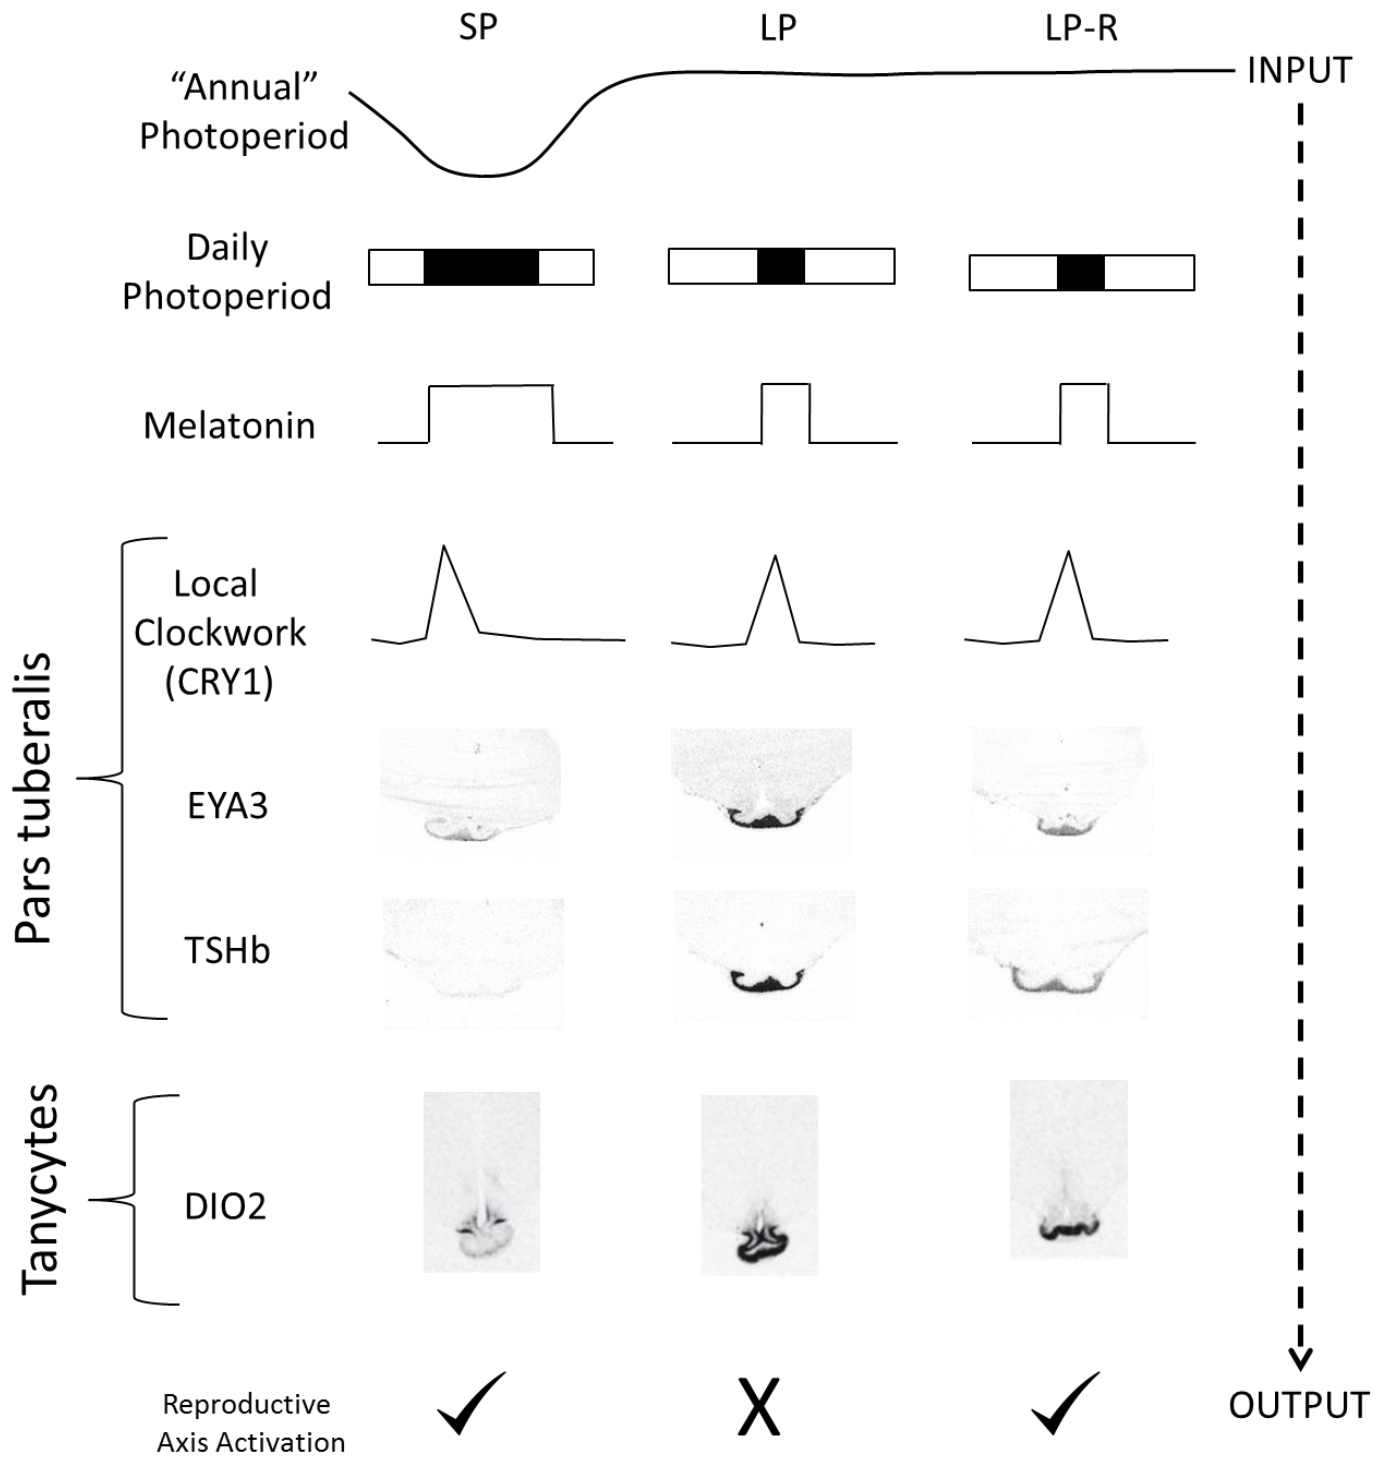 SP
LP
LP-R
INPUT
“Annual”
Photoperiod
Daily
Photoperiod
Melatonin
Pars tuberalis
Local
Clockwork
(CRY1)
EYA3
TSHb
Tanycytes
DIO2
Reproductive
Axis Activation
X
OUTPUT